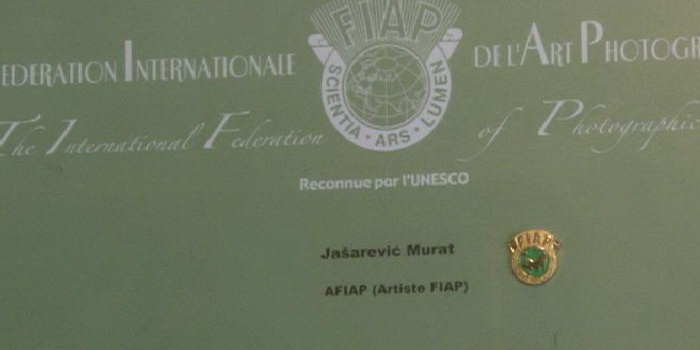 FIAP
EDERATION INTERNATIONALE
DE L'ART PHOTOGR
SCIENTIA • ARS • LUMEN
The International Federation
of Photographic
Reconnue par l'UNESCO
Jašarević Murat
FIAP
AFIAP (Artiste FIAP)